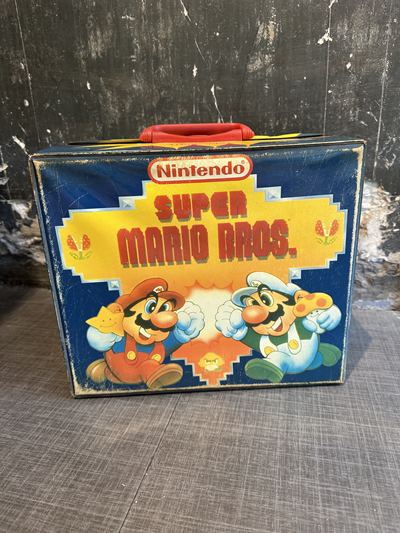 Nintendo
SUPER
MARIO BROS.